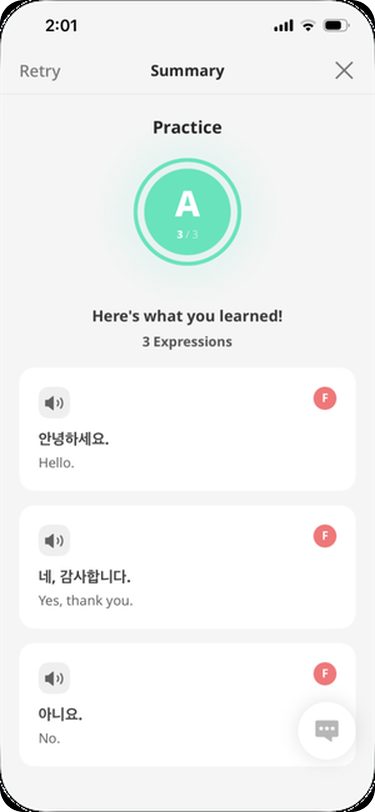 2:01
Retry
Summary
Practice
A
3 / 3
Here's what you learned!
3 Expressions
F
안녕하세요.
Hello.
F
네, 감사합니다.
Yes, thank you.
F
아니요.
No.